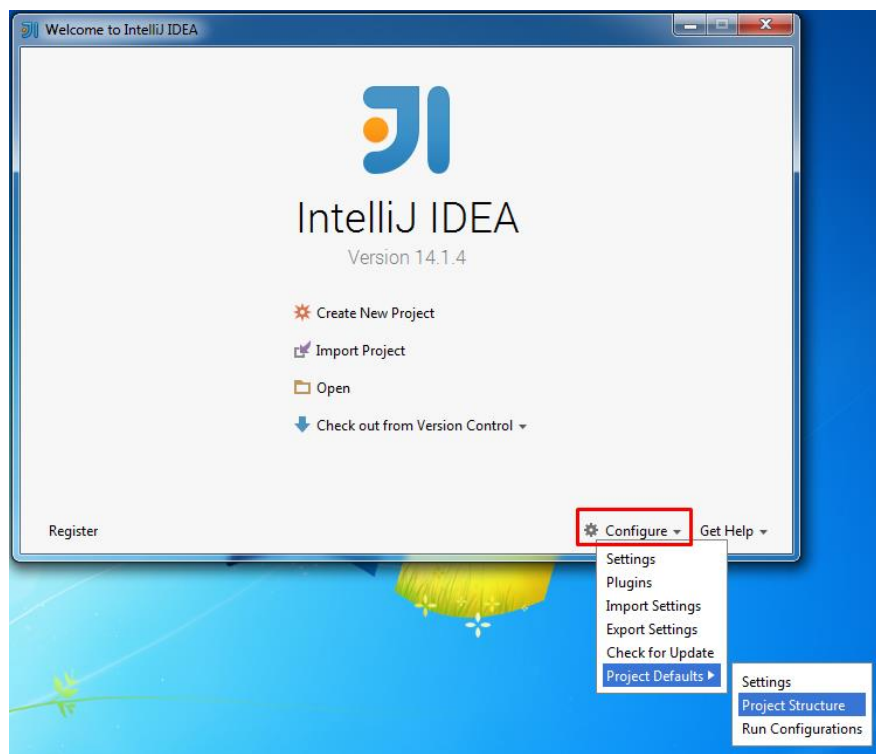 Welcome to IntelliJ IDEA
IntelliJ IDEA
Version 14.1.4
Create New Project
Import Project
Open
Check out from Version Control
Register
Configure
Get Help
Settings
Plugins
Import Settings
Export Settings
Check for Update
Project Defaults
Settings
Project Structure
Run Configurations